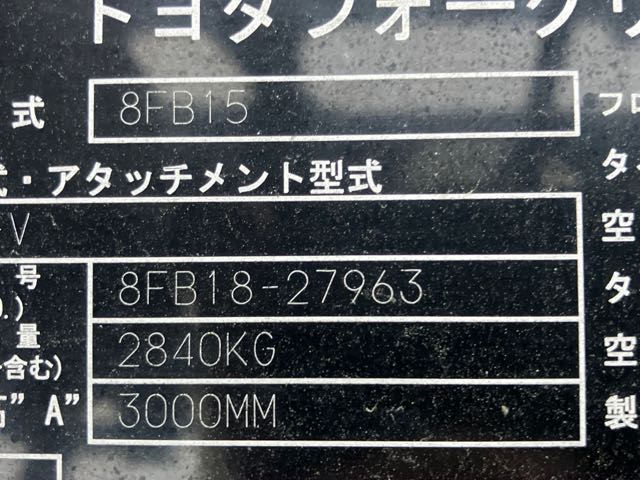 トヨタフォークリ
式 8FB15 フロ
式・アタッチメント型式 タ
V 空
号 8FB18-27963 タ
.)
量 2840KG 空
含む)
高"A" 3000MM 製